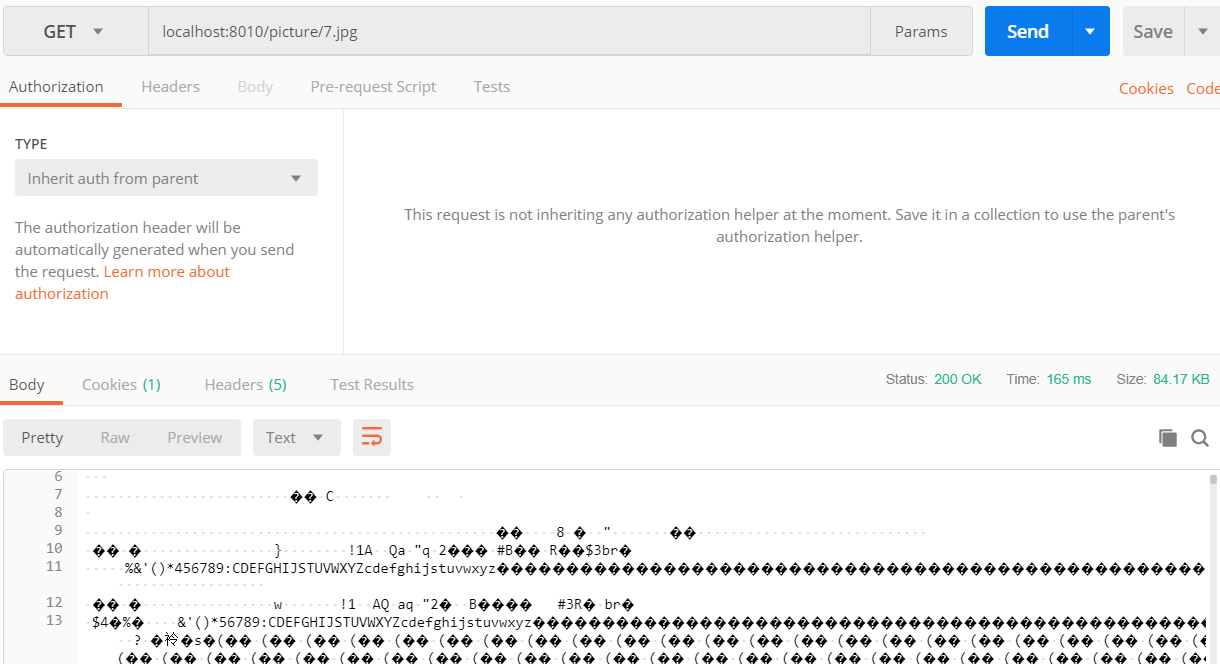 GET localhost:8010/picture/7.jpg Params Send Save
Authorization Headers Body Pre-request Script Tests Cookies Code
TYPE
Inherit auth from parent
The authorization header will be
automatically generated when you send
the request. Learn more about
authorization
This request is not inheriting any authorization helper at the moment. Save it in a collection to use the parent's
authorization helper.
Body Cookies (1) Headers (5) Test Results Status: 200 OK Time: 165 ms Size: 84.17 KB
Pretty Raw Preview Text
6
7 �� C
8
9 �� 8 � " ��
10 �� � } !1A Qa "q 2��� #B�� R��$3br�
11 %&'()*456789:CDEFGHIJSTUVWXYZcdefghijstuvwxyz
12 �� � w !1 AQ aq "2� B���� #3R� br�
13 $4�%� &'()*56789:CDEFGHIJSTUVWXYZcdefghijstuvwxyz